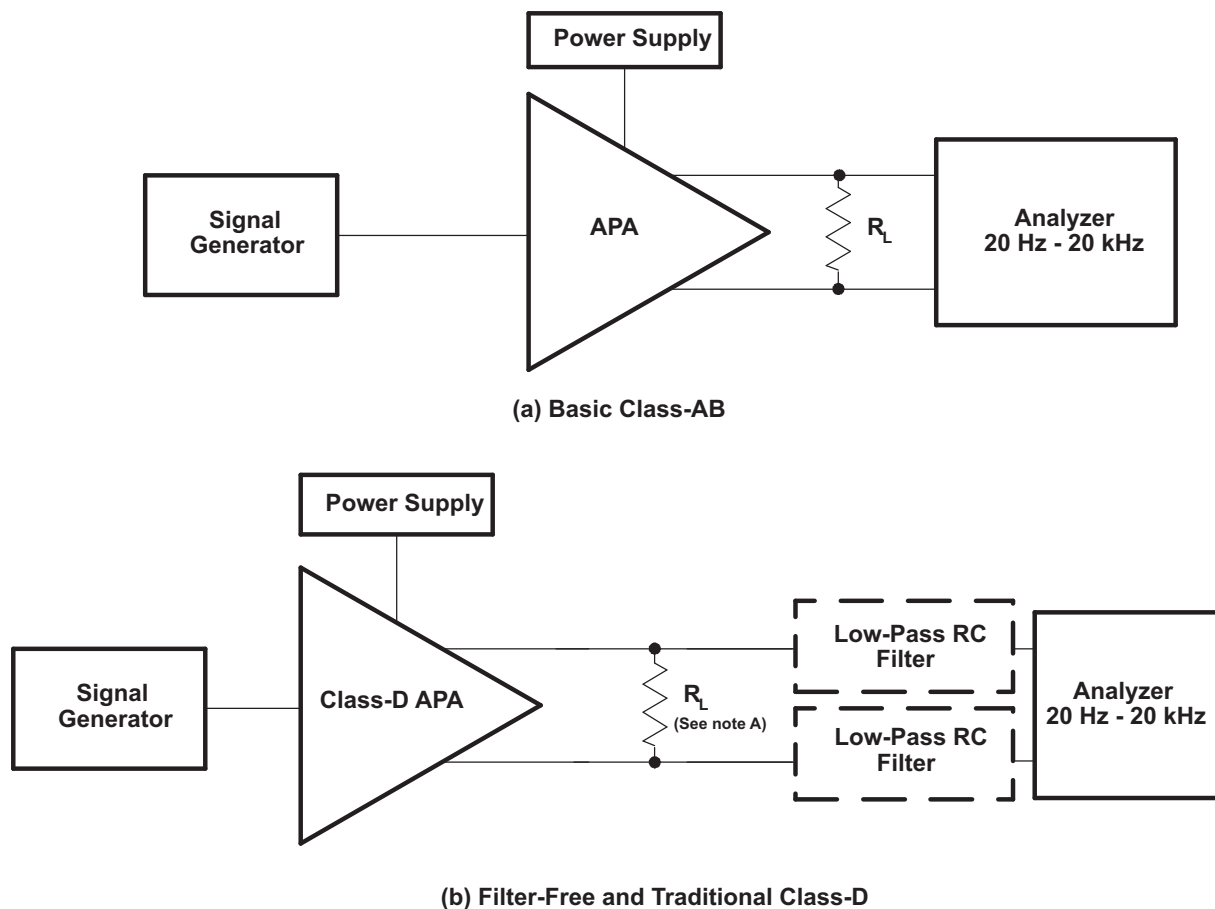 Power Supply
Signal
Generator
APA
RL
Analyzer
20 Hz - 20 kHz
(a) Basic Class-AB
Power Supply
Signal
Generator
Class-D APA
RL
(See note A)
Low-Pass RC
Filter
Low-Pass RC
Filter
Analyzer
20 Hz - 20 kHz
(b) Filter-Free and Traditional Class-D